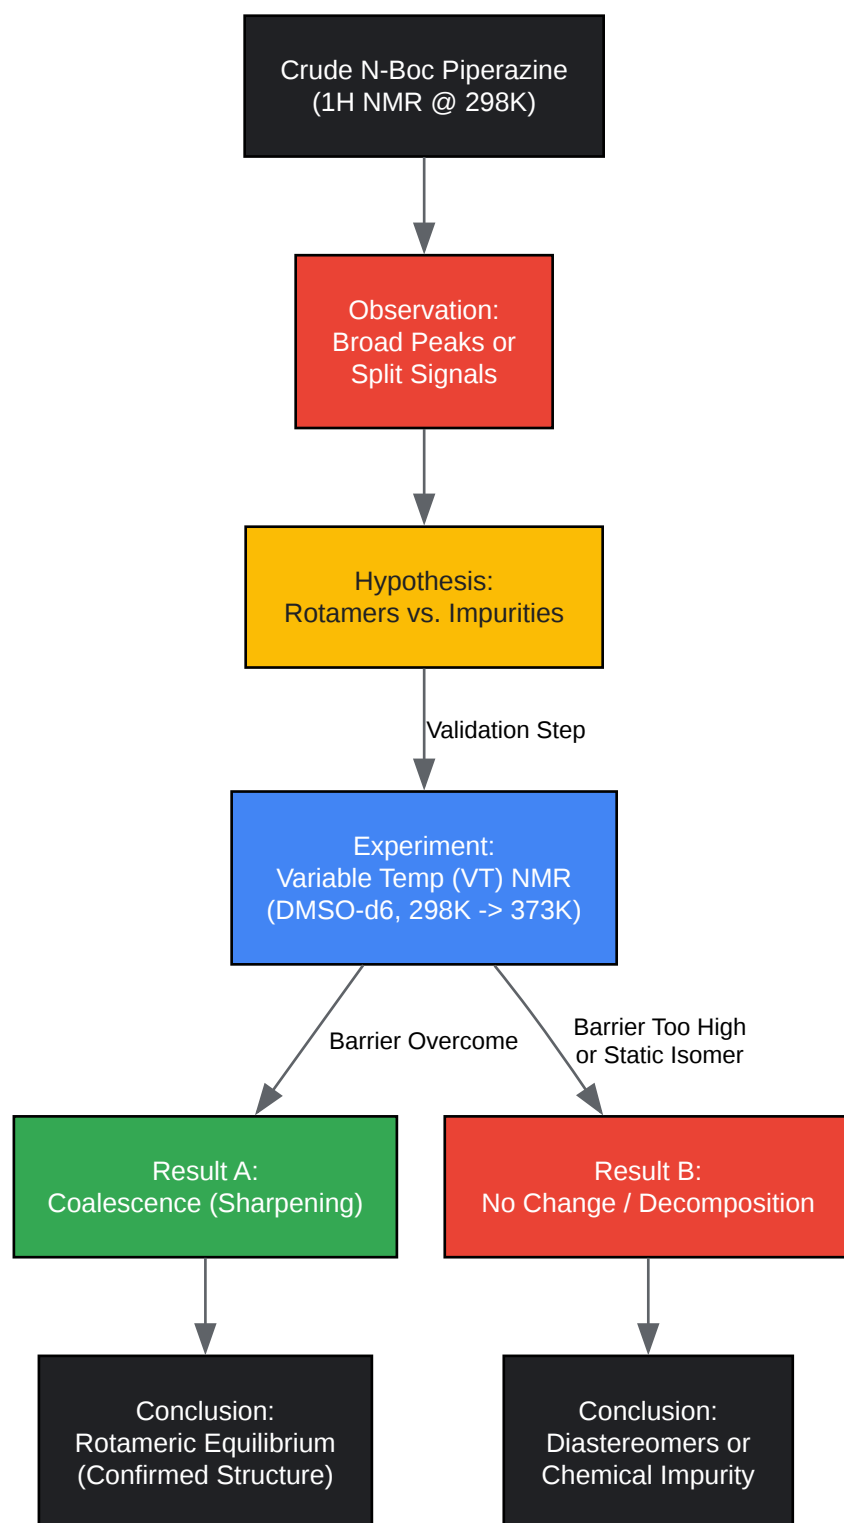 Crude N-Boc Piperazine
(1H NMR @ 298K)
Observation:
Broad Peaks or
Split Signals
Hypothesis:
Rotamers vs. Impurities
Validation Step
Experiment:
Variable Temp (VT) NMR
(DMSO-d6, 298K -> 373K)
Barrier Overcome
Barrier Too High
or Static Isomer
Result A:
Coalescence (Sharpening)
Result B:
No Change / Decomposition
Conclusion:
Rotameric Equilibrium
(Confirmed Structure)
Conclusion:
Diastereomers or
Chemical Impurity